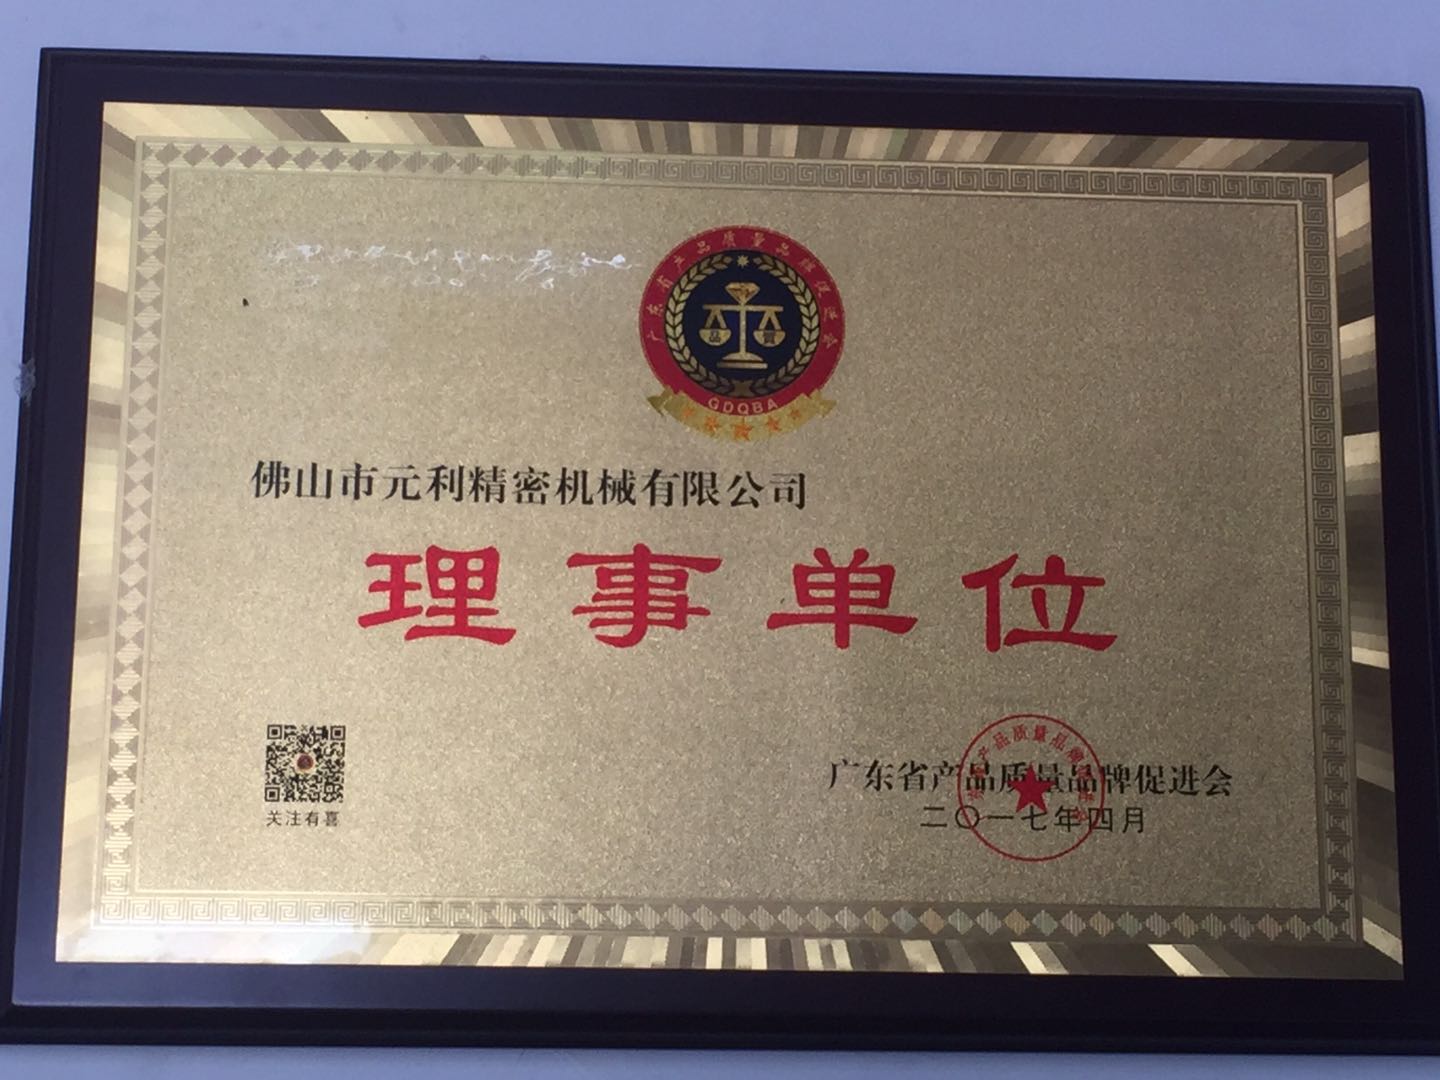 广东省产品质量品牌促进会
品 質
GDQBA
佛山市元利精密机械有限公司
理事单位
关注有喜
广东省产品质量品牌促进会
二〇一七年四月